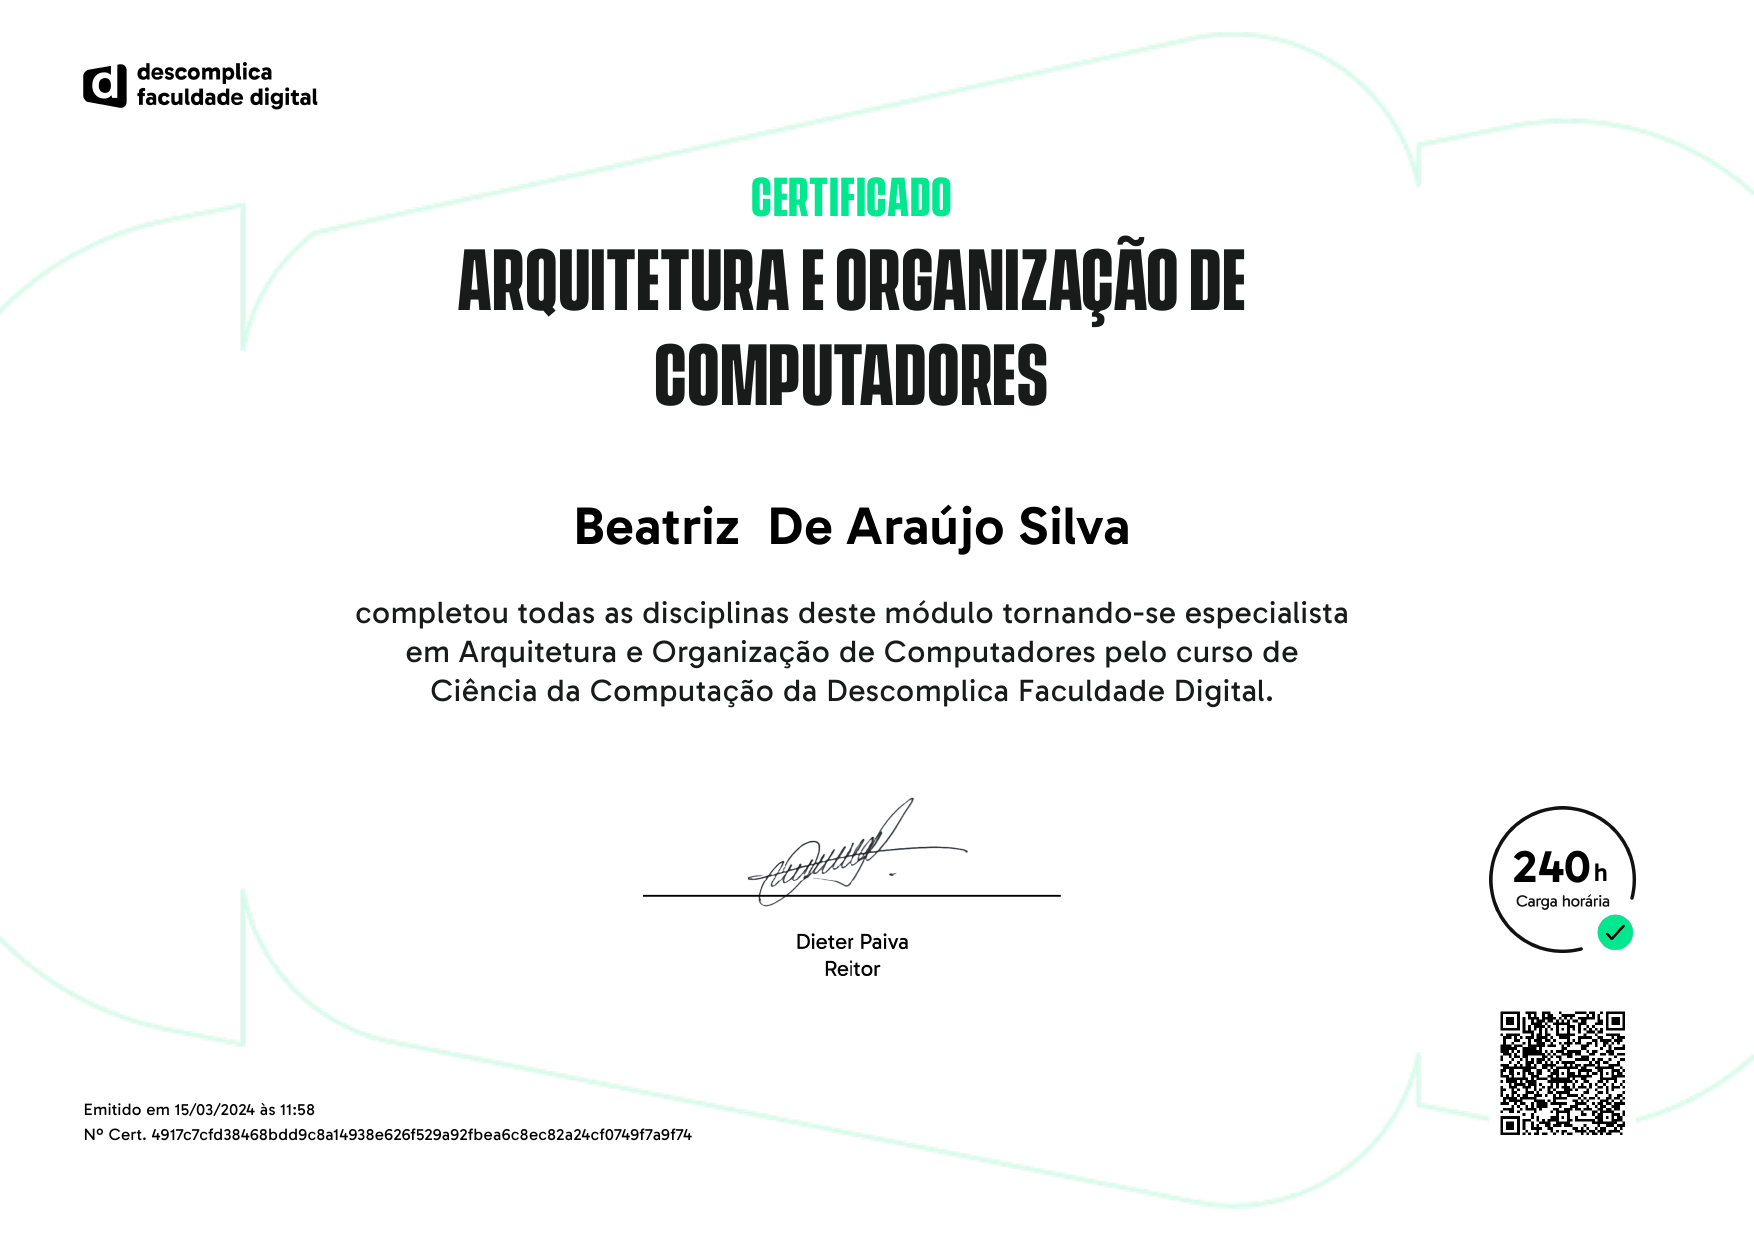 descomplica
faculdade digital
CERTIFICADO
ARQUITETURA E ORGANIZAÇÃO DE
COMPUTADORES
Beatriz De Araújo Silva
completou todas as disciplinas deste módulo tornando-se especialista
em Arquitetura e Organização de Computadores pelo curso de
Ciência da Computação da Descomplica Faculdade Digital.
Dieter Paiva
Reitor
240h
Carga horária
Emitido em 15/03/2024 às 11:58
Nº Cert. 4917c7cfd38468bdd9c8a14938e626f529a92fbea6c8ec82a24cf0749f7a9f74